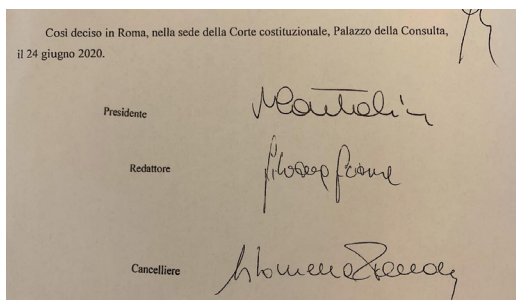 Così deciso in Roma, nella sede della Corte costituzionale, Palazzo della Consulta,
il 24 giugno 2020.
Presidente
Redattore
Cancelliere